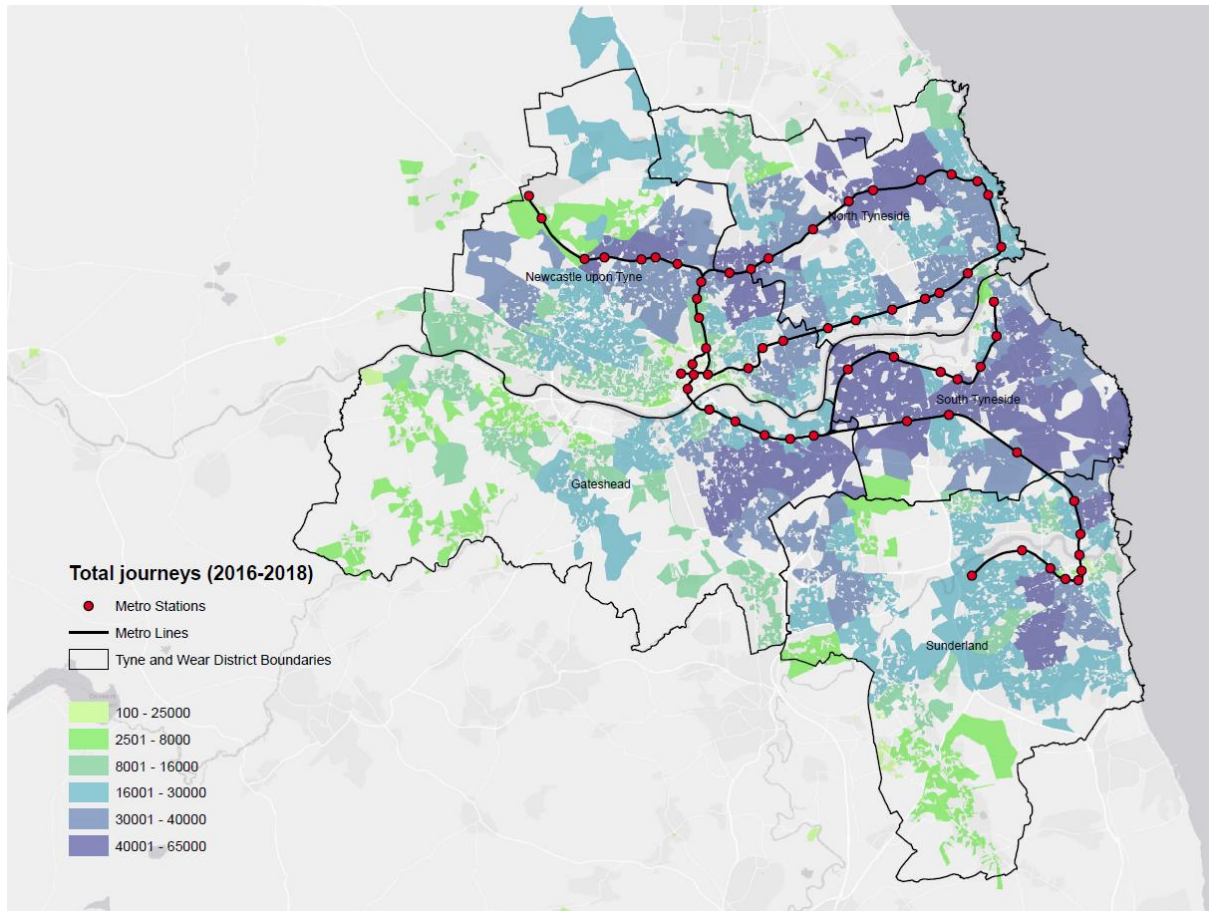 North Tyneside
Newcastle upon Tyne
South Tyneside
Gateshead
Sunderland
Total journeys (2016-2018)
Metro Stations
Metro Lines
Tyne and Wear District Boundaries
100 - 25000
2501 - 8000
8001 - 16000
16001 - 30000
30001 - 40000
40001 - 65000